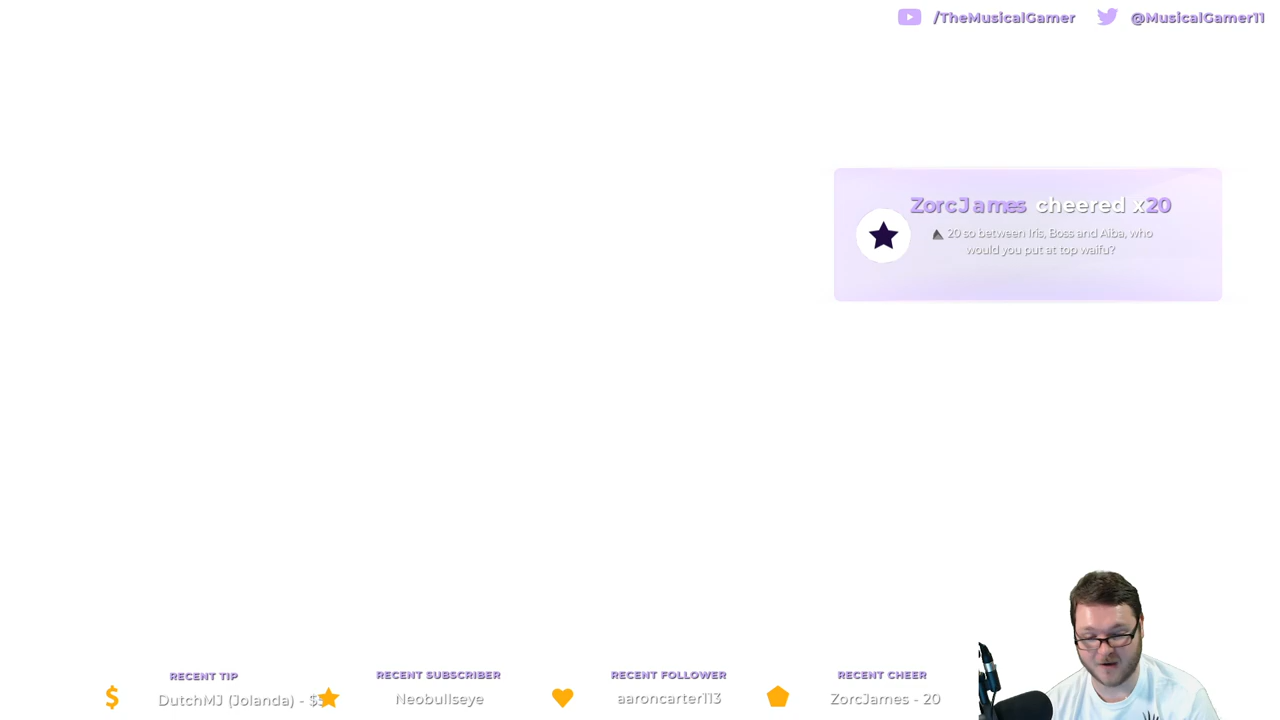 /TheMusicalGamer @MusicalGamer11
ZorcJames cheered x20
20 so between Iris, Boss and Aiba, who
would you put at top waifu?
RECENT TIP
DutchMJ (Jolanda) -
RECENT SUBSCRIBER
Neobullseye
RECENT FOLLOWER
aaroncarter113
RECENT CHEER
ZorcJames - 20